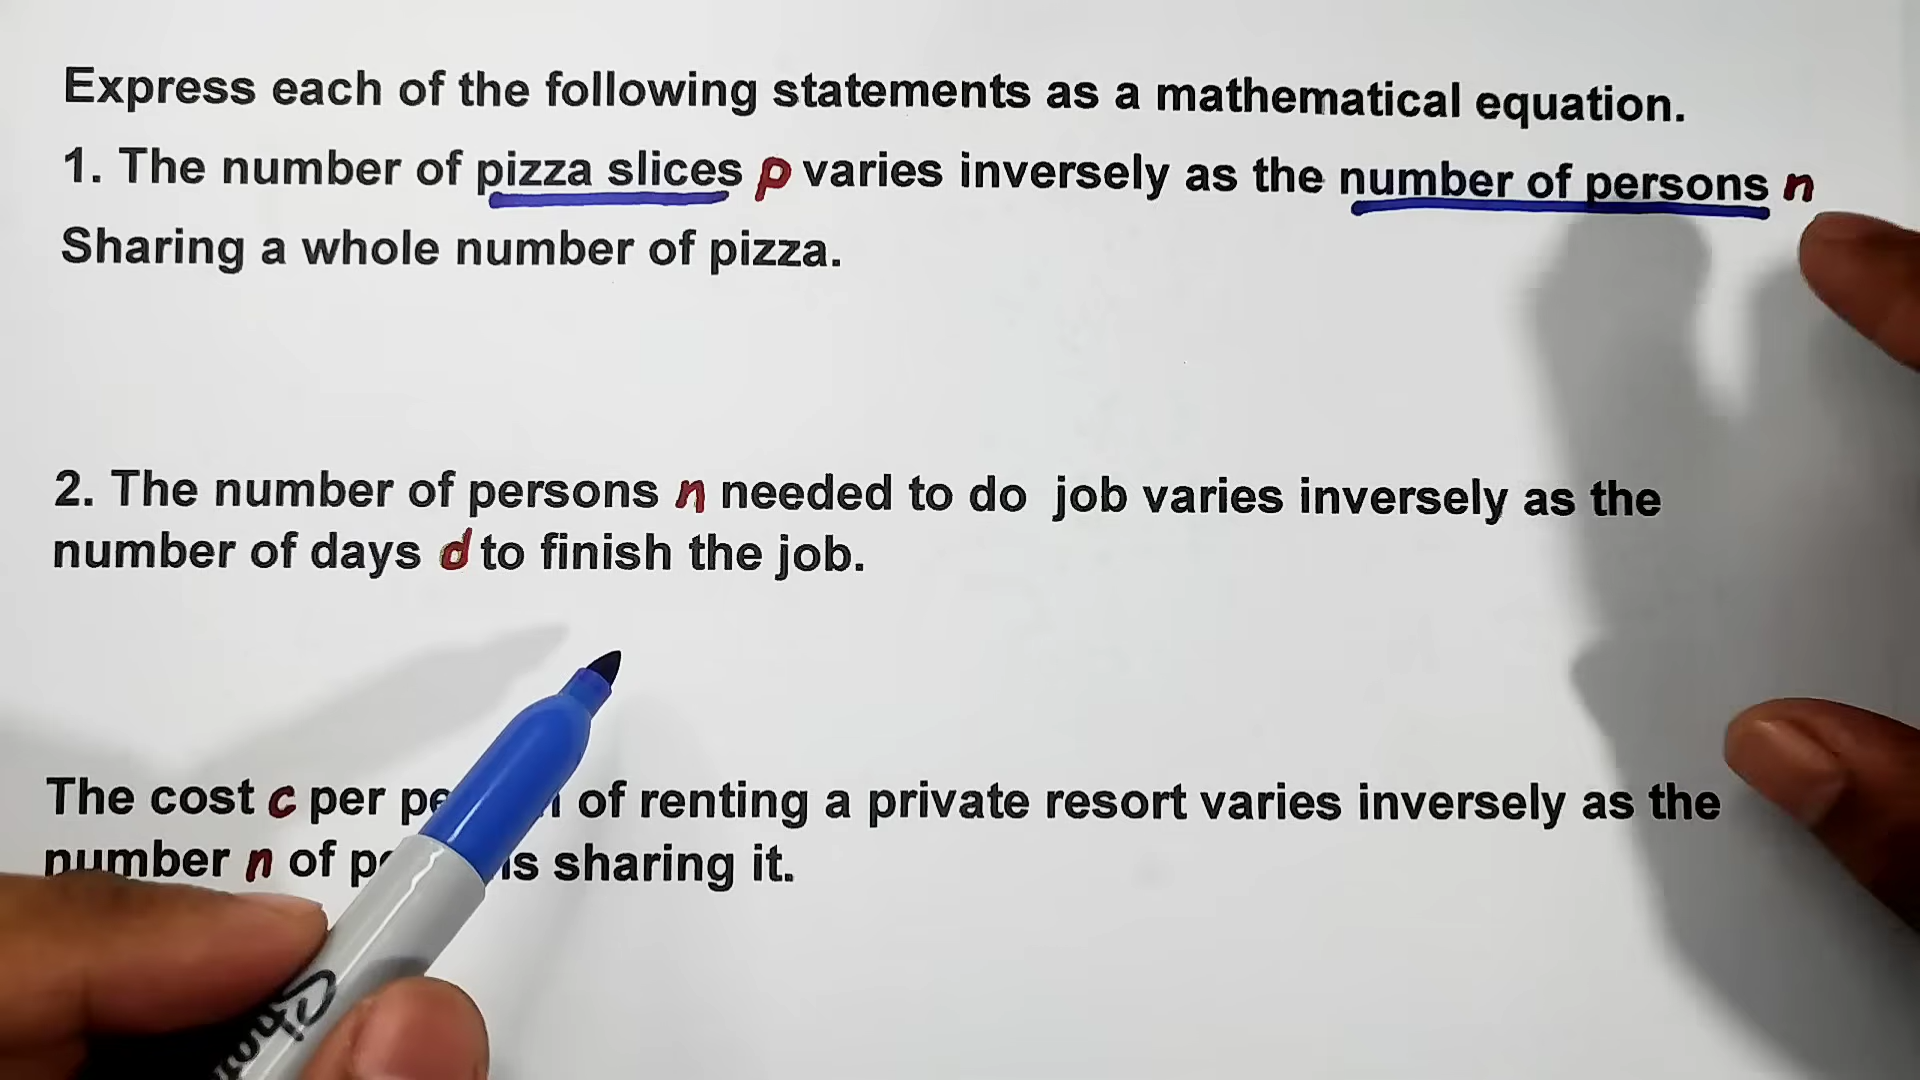 Express each of the following statements as a mathematical equation.
1. The number of pizza slices p varies inversely as the number of persons n
Sharing a whole number of pizza.
2. The number of persons n needed to do job varies inversely as the
number of days d to finish the job.
The cost c per of renting a private resort varies inversely as the
number n of sharing it.